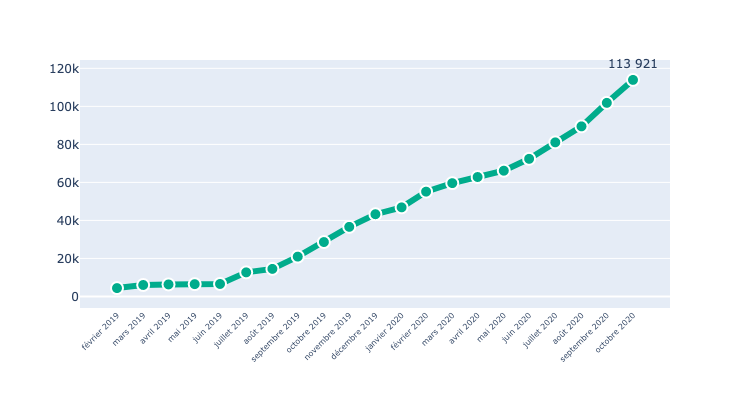 113 921
120k
100k
80k
60k
40k
20k
0
février 2019
mars 2019
avril 2019
mai 2019
juin 2019
juillet 2019
août 2019
septembre 2019
octobre 2019
novembre 2019
décembre 2019
janvier 2020
février 2020
mars 2020
avril 2020
mai 2020
juin 2020
juillet 2020
août 2020
septembre 2020
octobre 2020